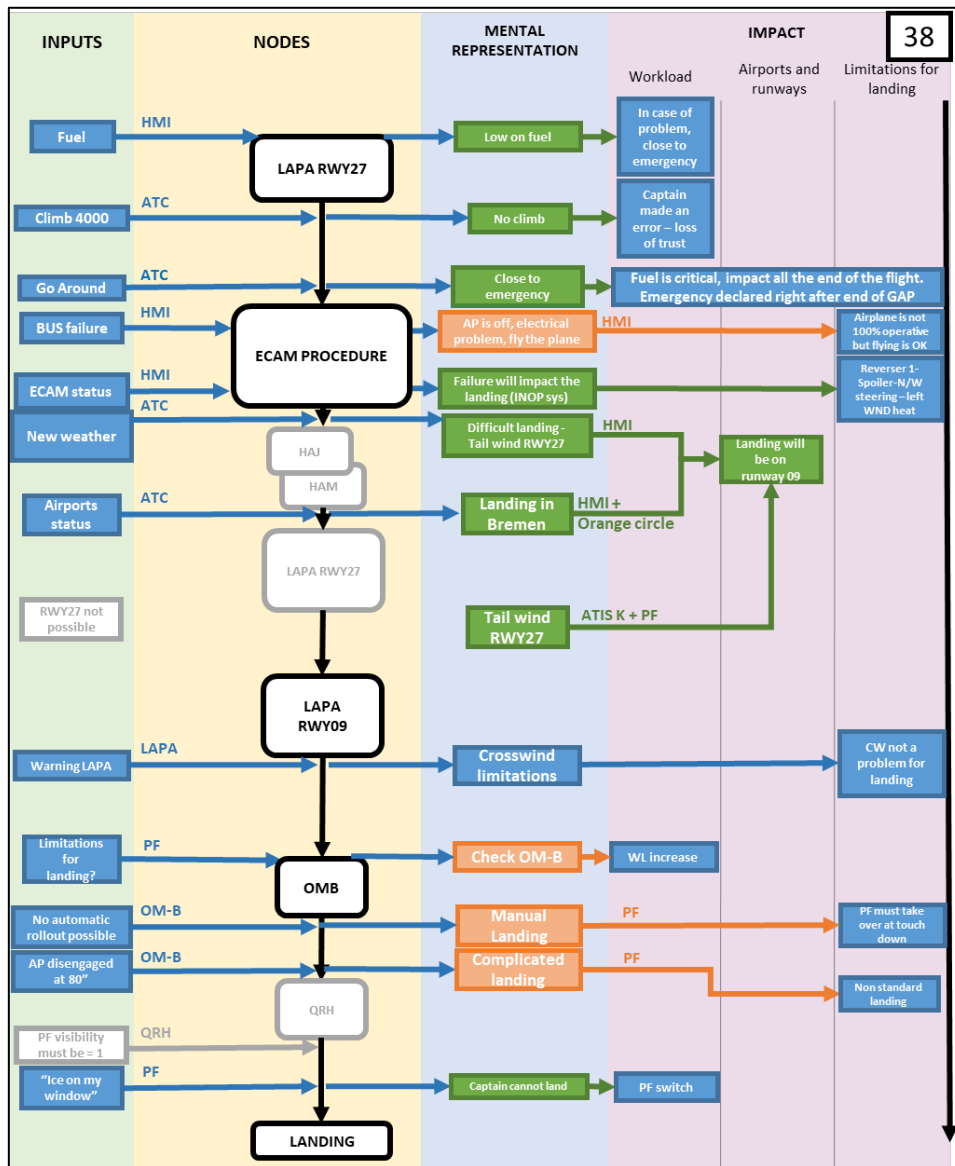 38
INPUTS
NODES
MENTAL
REPRESENTATION
IMPACT
Workload
Airports and
runways
Limitations for
landing
Fuel
HMI
LAPA RWY27
Low on fuel
In case of
problem,
close to
emergency
Climb 4000
ATC
No climb
Captain
made an
error – loss
of trust
Go Around
ATC
Close to
emergency
Fuel is critical, impact all the end of the flight.
Emergency declared right after end of GAP
BUS failure
HMI
ECAM PROCEDURE
AP is off, electrical
problem, fly the plane
HMI
Airplane is not
100% operative
but flying is OK
ECAM status
HMI
Failure will impact the
landing (INOP sys)
Reverser 1-
Spoiler-N/W
steering – left
WND heat
New weather
ATC
HAJ
HAM
Difficult landing -
Tail wind RWY27
HMI
Landing will
be on
runway 09
Airports
status
ATC
Landing in
Bremen
HMI +
Orange circle
LAPA RWY27
RWY27 not
possible
Tail wind
RWY27
ATIS K + PF
LAPA
RWY09
Warning LAPA
LAPA
Crosswind
limitations
CW not a
problem for
landing
Limitations
for
landing?
PF
OMB
Check OM-B
WL increase
No automatic
rollout possible
OM-B
Manual
Landing
PF
PF must take
over at touch
down
AP disengaged
at 80”
OM-B
Complicated
landing
PF
Non standard
landing
QRH
PF visibility
must be = 1
QRH
“Ice on my
window”
PF
Captain cannot land
PF switch
LANDING